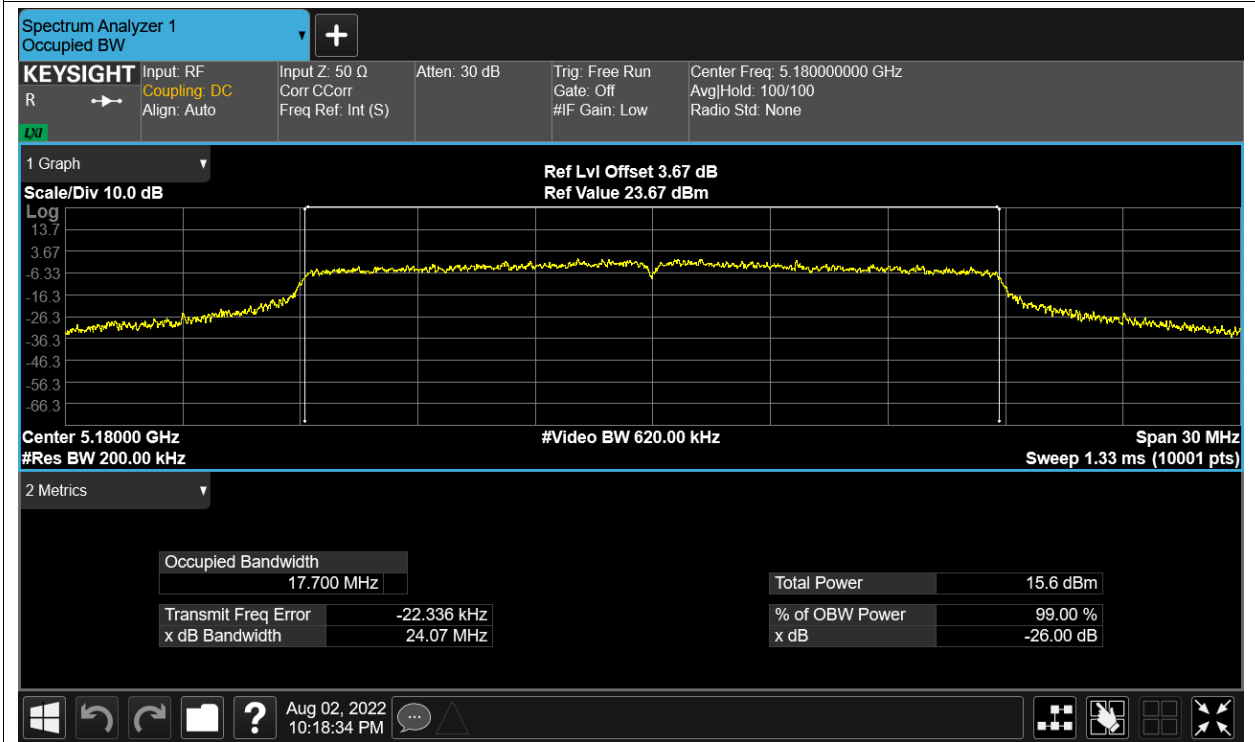 Spectrum Analyzer 1
Occupied BW
KEYSIGHT
R
LXI
Input: RF
Coupling: DC
Align: Auto
Input Z: 50 Ω
Corr CCorr
Freq Ref: Int (S)
Atten: 30 dB
Trig: Free Run
Gate: Off
#IF Gain: Low
Center Freq: 5.180000000 GHz
Avg|Hold: 100/100
Radio Std: None
1 Graph
Scale/Div 10.0 dB
Ref Lvl Offset 3.67 dB
Ref Value 23.67 dBm
Log
13.7
3.67
-6.33
-16.3
-26.3
-36.3
-46.3
-56.3
-66.3
Center 5.18000 GHz
#Res BW 200.00 kHz
#Video BW 620.00 kHz
Span 30 MHz
Sweep 1.33 ms (10001 pts)
2 Metrics
Occupied Bandwidth
17.700 MHz
Transmit Freq Error -22.336 kHz
x dB Bandwidth 24.07 MHz
Total Power 15.6 dBm
% of OBW Power 99.00 %
x dB -26.00 dB
?
Aug 02, 2022
10:18:34 PM